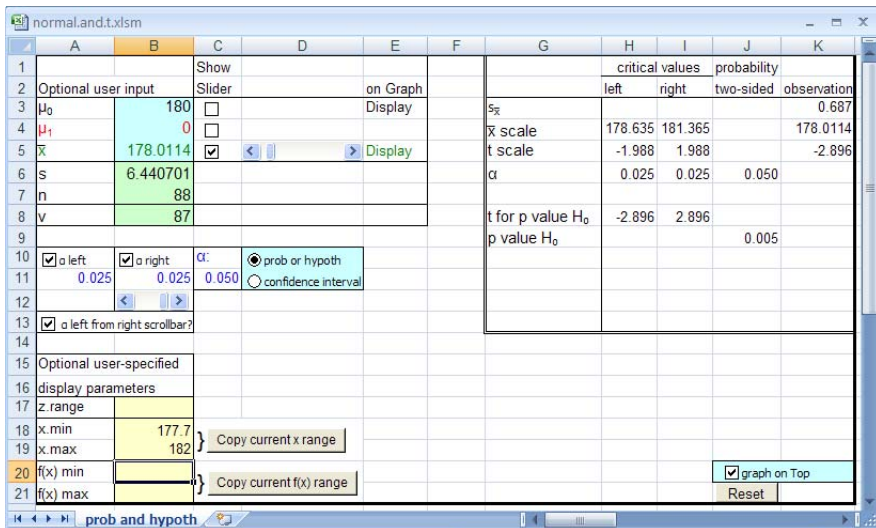 normal.and.t.xlsm
A B C D E F G H I J K
1 Show critical values probability
2 Optional user input Slider on Graph left right two-sided observation
3 μ₀ 180 Display s_x̅ 0.687
4 μ₁ 0 x̅ scale 178.635 181.365 178.0114
5 x̅ 178.0114 Display t scale -1.988 1.988 -2.896
6 s 6.440701 α 0.025 0.025 0.050
7 n 88
8 ν 87 t for p value H₀ -2.896 2.896
9 p value H₀ 0.005
10 α left α right α: prob or hypoth
11 0.025 0.025 0.050 confidence interval
12
13 α left from right scrollbar?
14
15 Optional user-specified
16 display parameters
17 z.range
18 x.min 177.7 } Copy current x range
19 x.max 182
20 f(x) min } Copy current f(x) range graph on Top
21 f(x) max Reset
prob and hypoth